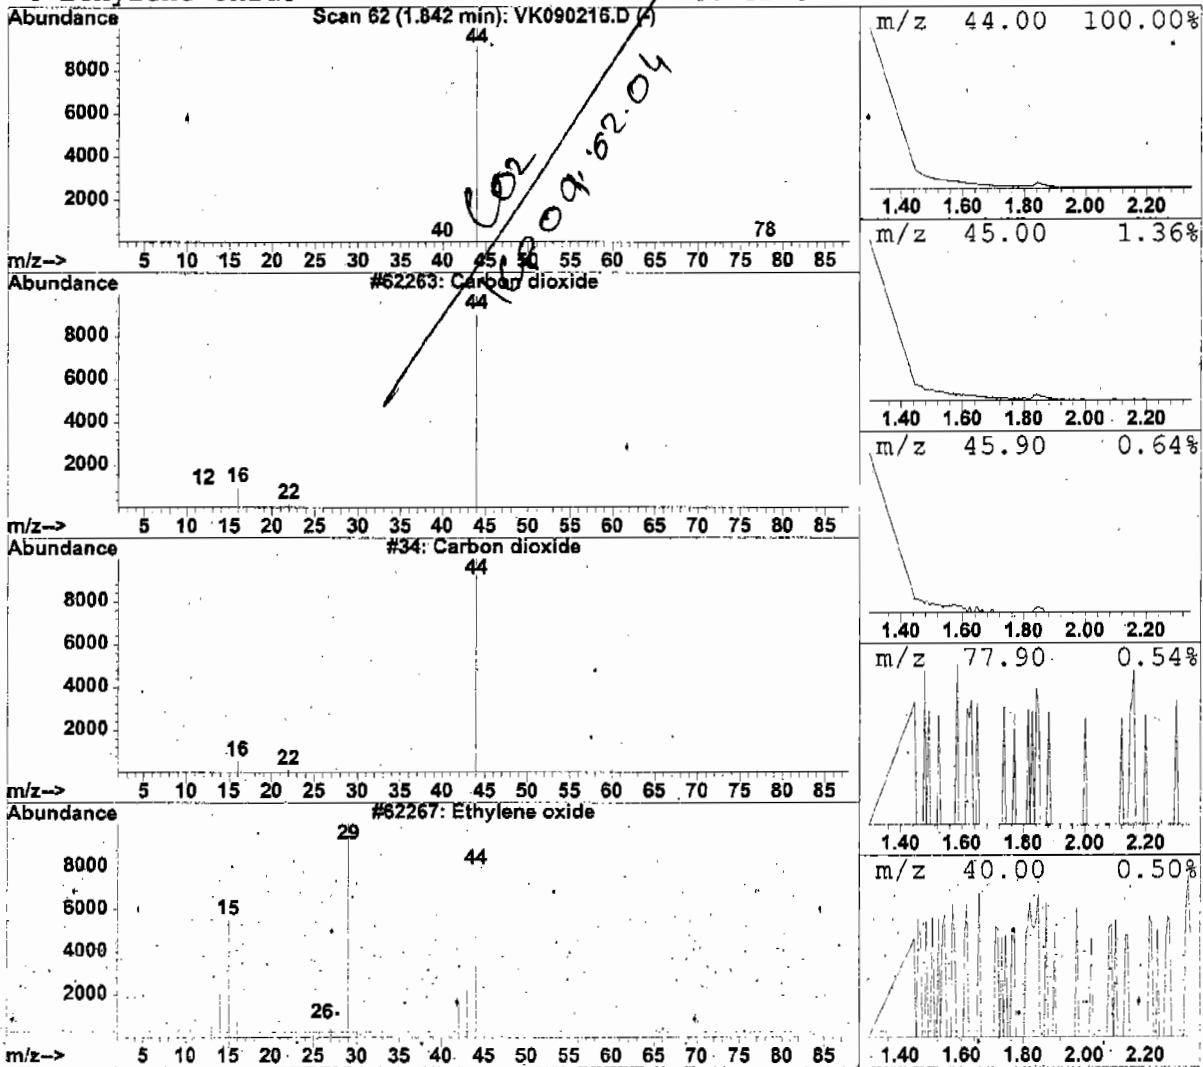 Abundance
Scan 62 (1.842 min): VK090216.D (-)
44
8000
6000
4000
2000
40
78
m/z-->
5 10 15 20 25 30 35 40 45 50 55 60 65 70 75 80 85
CO2
Abundance
#62263: Carbon dioxide
44
8000
6000
4000
2000
12 16 22
m/z-->
5 10 15 20 25 30 35 40 45 50 55 60 65 70 75 80 85
Abundance
#34: Carbon dioxide
44
8000
6000
4000
2000
16 22
m/z-->
5 10 15 20 25 30 35 40 45 50 55 60 65 70 75 80 85
Abundance
#62267: Ethylene oxide
29
44
8000
15
6000
4000
2000
26
m/z-->
5 10 15 20 25 30 35 40 45 50 55 60 65 70 75 80 85
m/z 44.00 100.00%
1.40 1.60 1.80 2.00 2.20
m/z 45.00 1.36%
1.40 1.60 1.80 2.00 2.20
m/z 45.90 0.64%
1.40 1.60 1.80 2.00 2.20
m/z 77.90 0.54%
1.40 1.60 1.80 2.00 2.20
m/z 40.00 0.50%
1.40 1.60 1.80 2.00 2.20